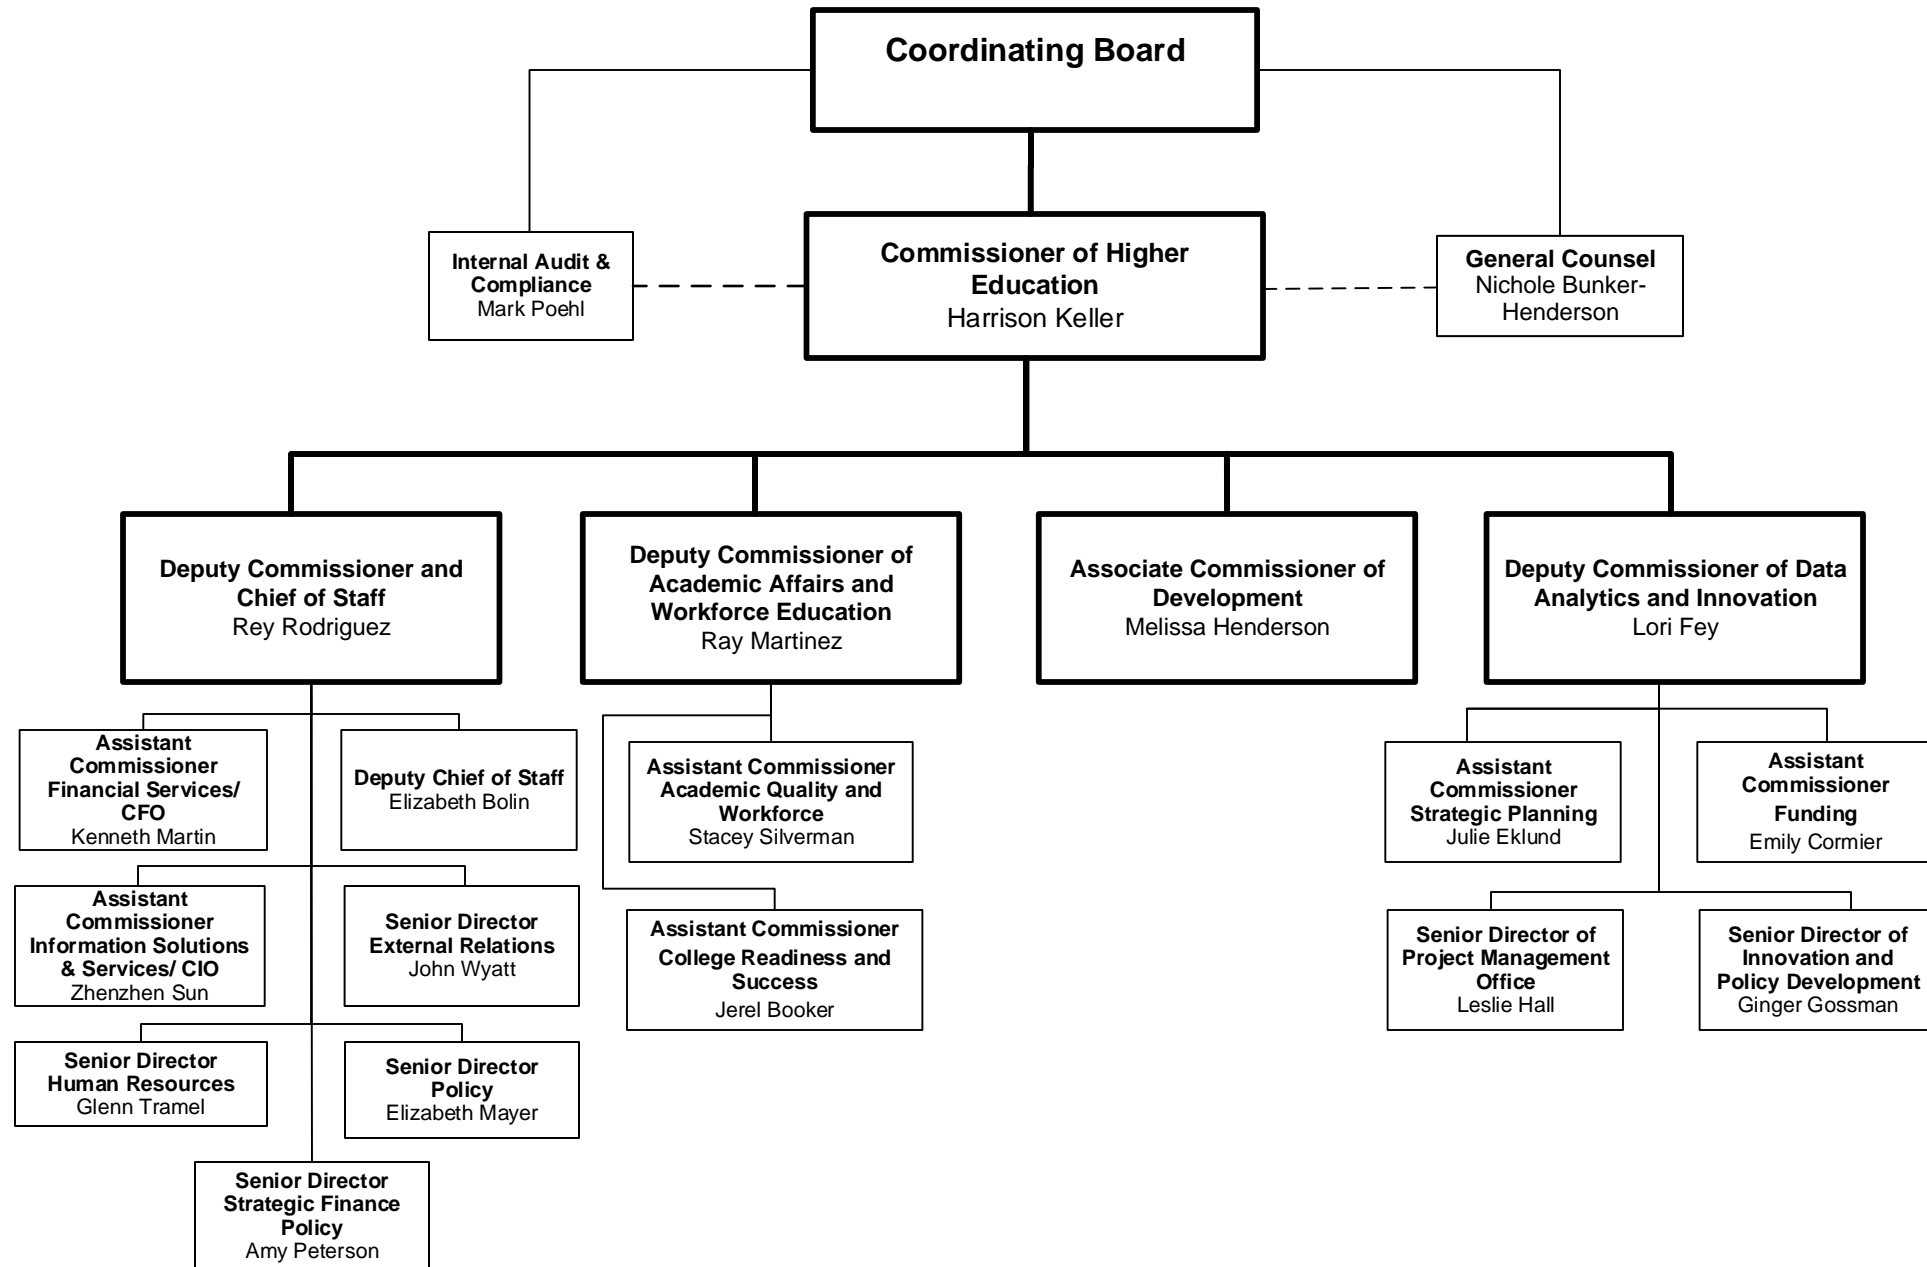 Coordinating Board
Internal Audit &
Compliance
Mark Poehl
Commissioner of Higher
Education
Harrison Keller
General Counsel
Nichole Bunker-
Henderson
Deputy Commissioner and
Chief of Staff
Rey Rodriguez
Deputy Commissioner of
Academic Affairs and
Workforce Education
Ray Martinez
Associate Commissioner of
Development
Melissa Henderson
Deputy Commissioner of Data
Analytics and Innovation
Lori Fey
Assistant
Commissioner
Financial Services/
CFO
Kenneth Martin
Deputy Chief of Staff
Elizabeth Bolin
Assistant Commissioner
Academic Quality and
Workforce
Stacey Silverman
Assistant
Commissioner
Strategic Planning
Julie Eklund
Assistant
Commissioner
Funding
Emily Cormier
Assistant
Commissioner
Information Solutions
& Services/ CIO
Zhenzhen Sun
Senior Director
External Relations
John Wyatt
Assistant Commissioner
College Readiness and
Success
Jerel Booker
Senior Director of
Project Management
Office
Leslie Hall
Senior Director of
Innovation and
Policy Development
Ginger Gossman
Senior Director
Human Resources
Glenn Tramel
Senior Director
Policy
Elizabeth Mayer
Senior Director
Strategic Finance
Policy
Amy Peterson